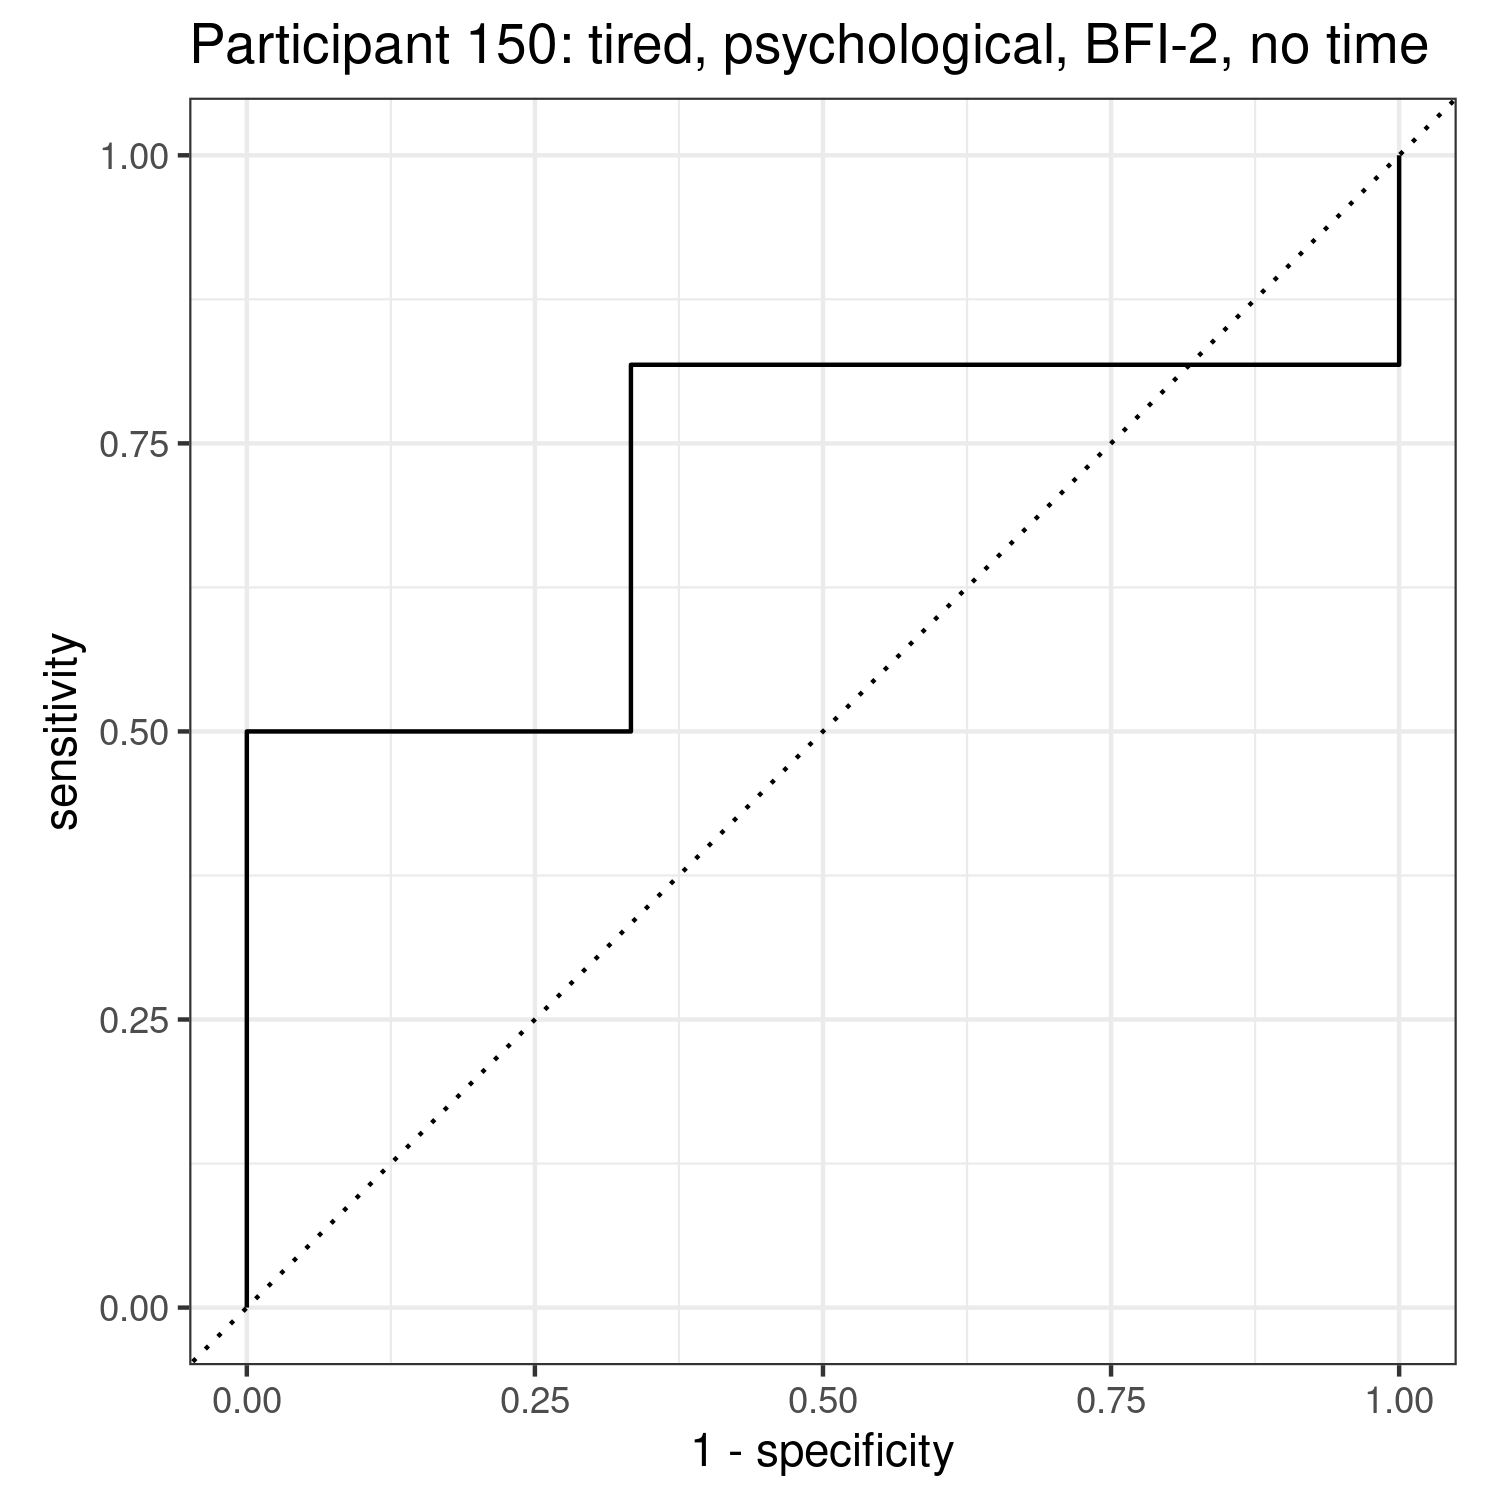 Participant 150: tired, psychological, BFI-2, no time
1.00
0.75
0.50
0.25
0.00
sensitivity
0.00 0.25 0.50 0.75 1.00
1 - specificity